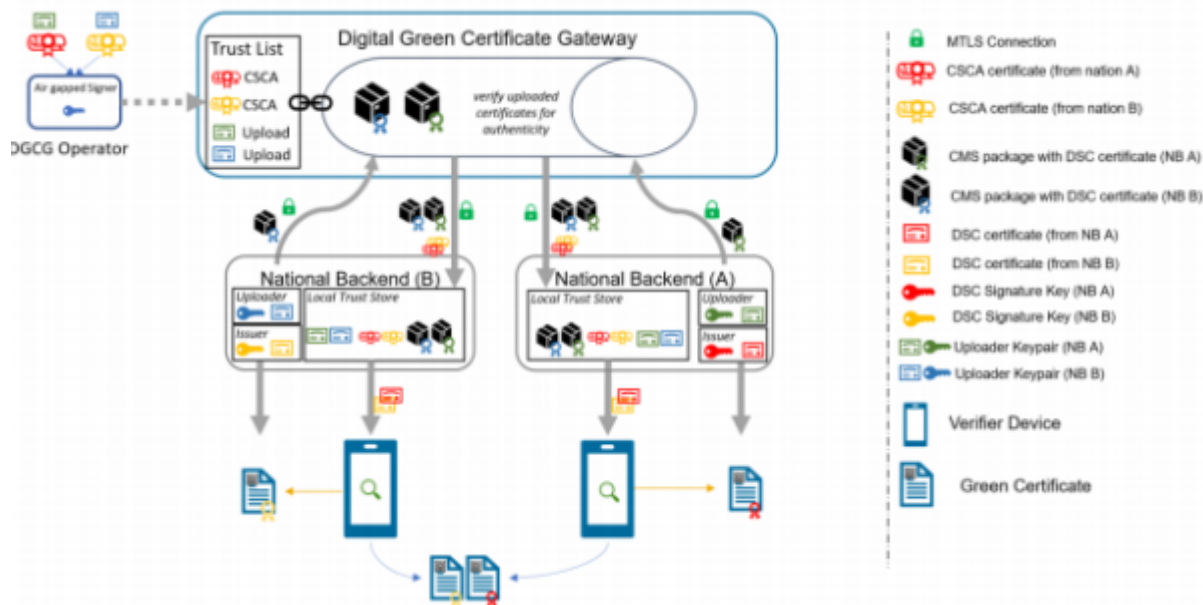 Digital Green Certificate Gateway
Trust List
CSCA
CSCA
Upload
Upload
verify uploaded
certificates for
authenticity
Air gapped Signer
DGCG Operator
National Backend (B)
Uploader
Local Trust Store
Issuer
National Backend (A)
Local Trust Store
Uploader
Issuer
MTLS Connection
CSCA certificate (from nation A)
CSCA certificate (from nation B)
CMS package with DSC certificate (NB A)
CMS package with DSC certificate (NB B)
DSC certificate (from NB A)
DSC certificate (from NB B)
DSC Signature Key (NB A)
DSC Signature Key (NB B)
Uploader Keypair (NB A)
Uploader Keypair (NB B)
Verifier Device
Green Certificate